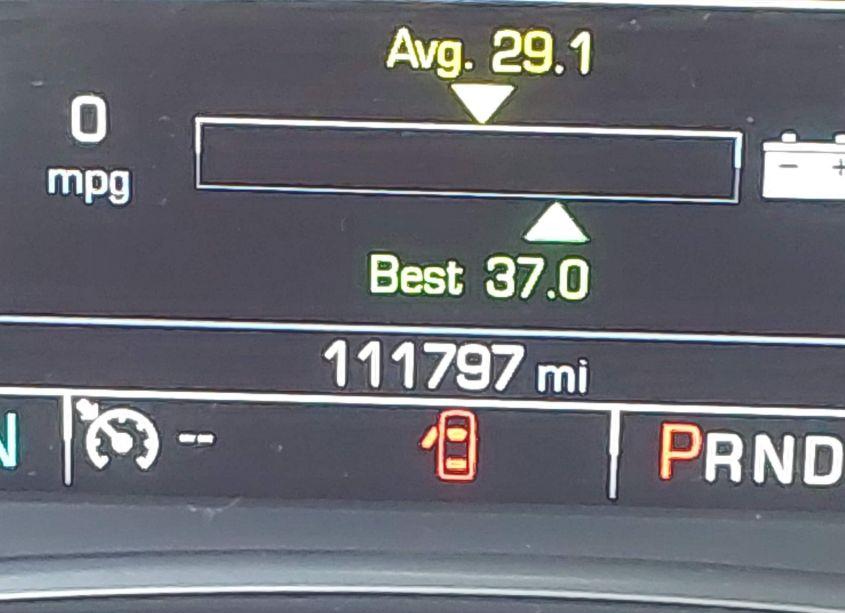 Avg. 29.1
0
mpg
- +
Best 37.0
111797 mi
N
--
PRND